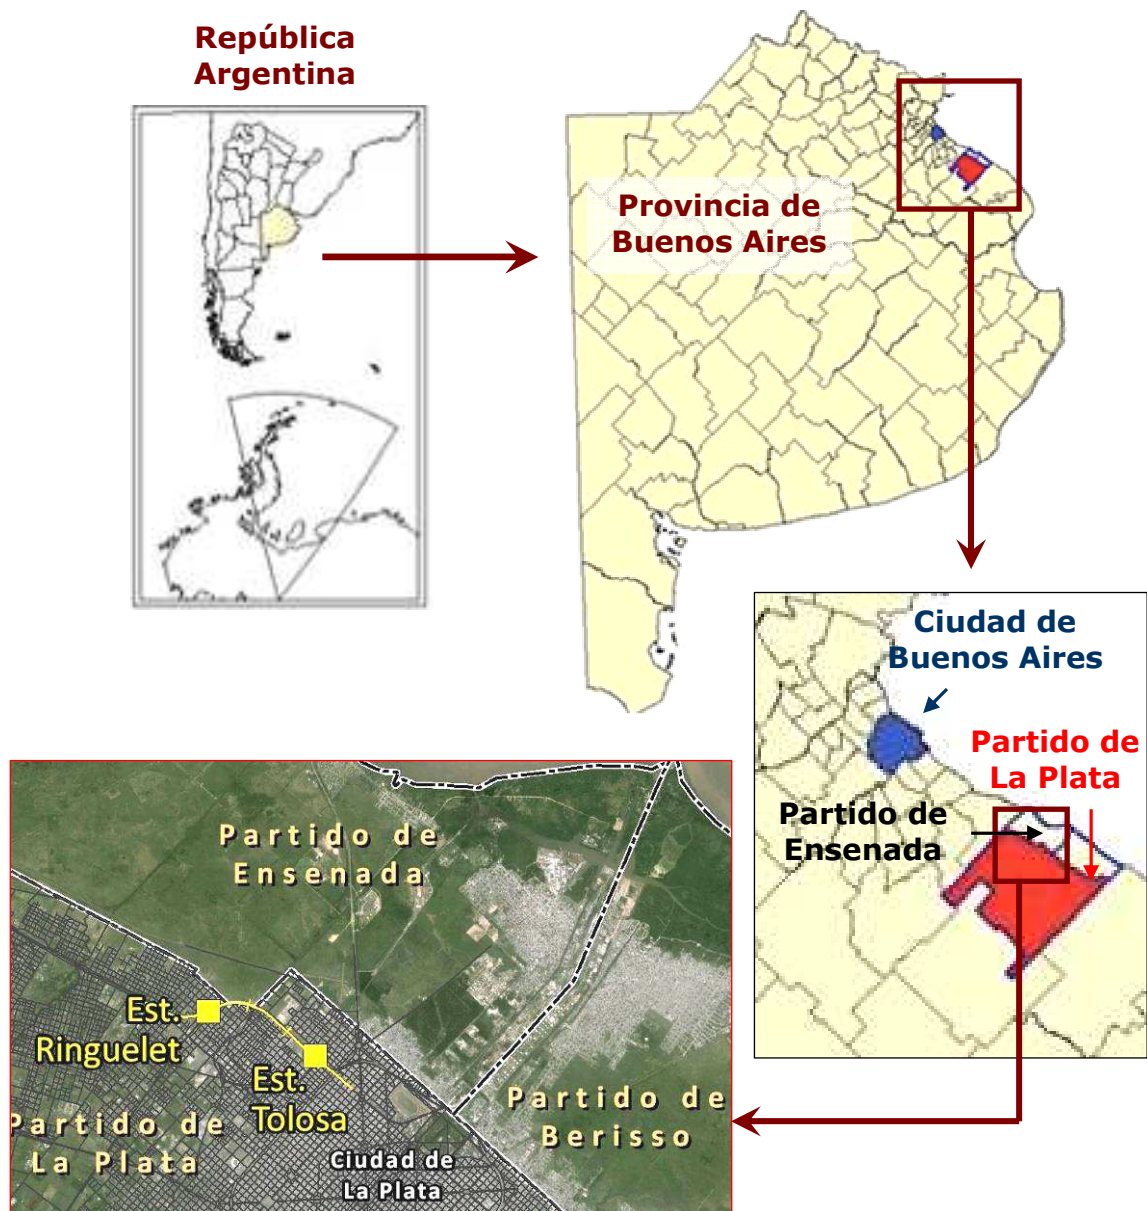 República
Argentina
Provincia de
Buenos Aires
Ciudad de
Buenos Aires
Partido de
La Plata
Partido de
Ensenada
Partido de
Ensenada
Est.
Ringuelet
Est.
Tolosa
Partido de
La Plata
Partido de
Berisso
Ciudad de
La Plata